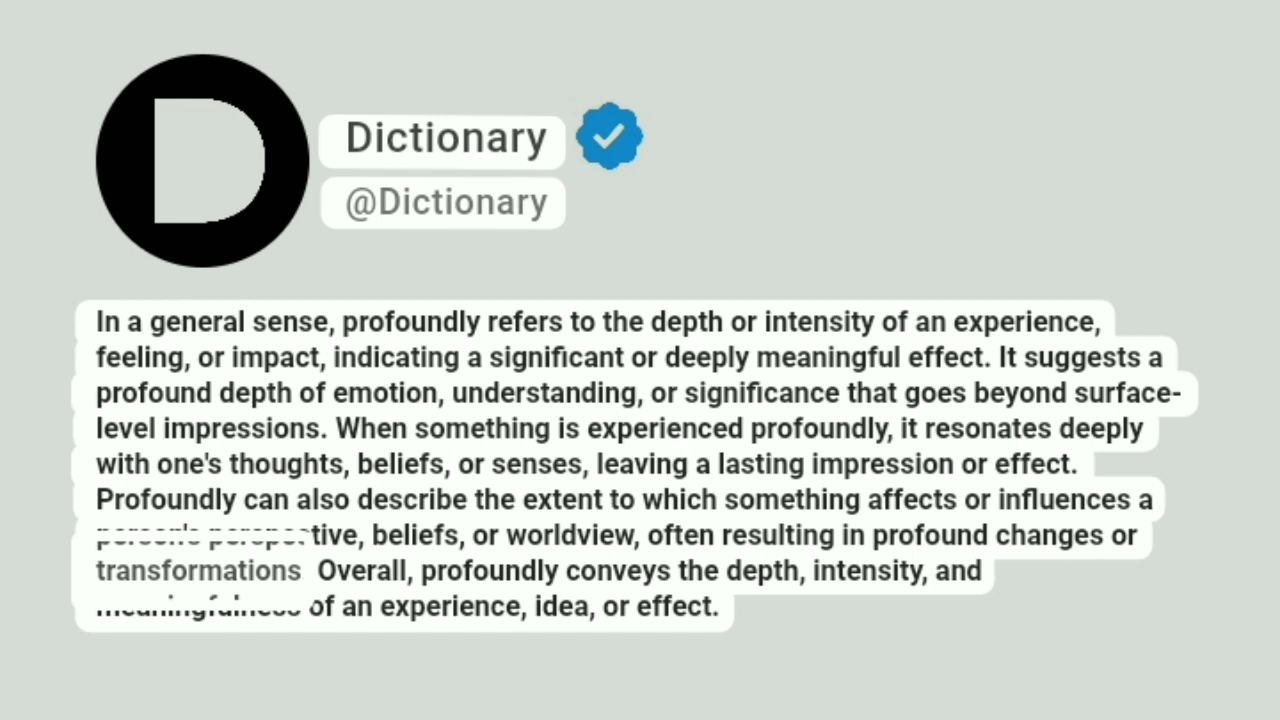 D
Dictionary
@Dictionary
In a general sense, profoundly refers to the depth or intensity of an experience,
feeling, or impact, indicating a significant or deeply meaningful effect. It suggests a
profound depth of emotion, understanding, or significance that goes beyond surface-
level impressions. When something is experienced profoundly, it resonates deeply
with one's thoughts, beliefs, or senses, leaving a lasting impression or effect.
Profoundly can also describe the extent to which something affects or influences a
person's perspective, beliefs, or worldview, often resulting in profound changes or
transformations Overall, profoundly conveys the depth, intensity, and
meaningfulness of an experience, idea, or effect.